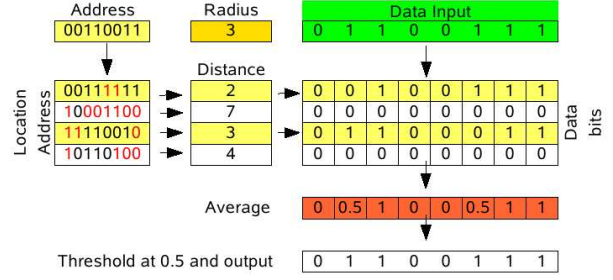 Address Radius Data Input
00110011 3 0 1 1 0 0 1 1 1
Distance
00111111 2 0 0 1 0 0 1 1 1
10001100 7 0 0 0 0 0 0 0 0
11110010 3 0 1 1 0 0 0 1 1
10110100 4 0 0 0 0 0 0 0 0
Location
Address
Data
bits
Average 0 0.5 1 0 0 0.5 1 1
Threshold at 0.5 and output 0 1 1 0 0 1 1 1